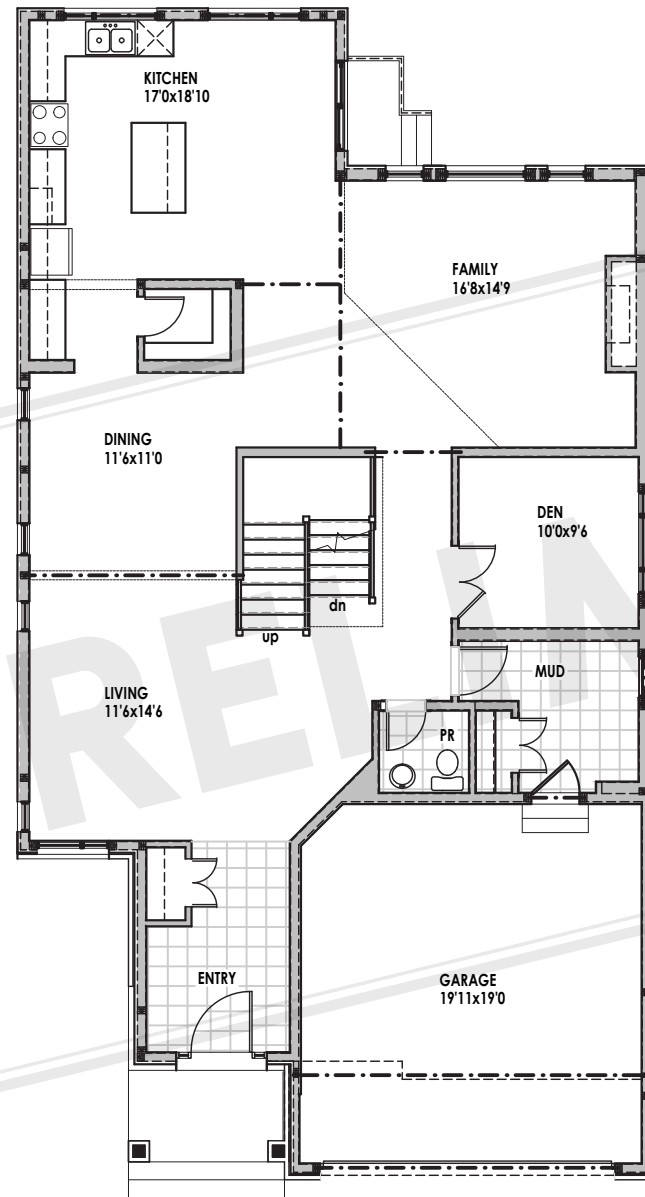 KITCHEN
17'0x18'10
FAMILY
16'8x14'9
DINING
11'6x11'0
DEN
10'0x9'6
dn
up
MUD
LIVING
11'6x14'6
PR
ENTRY
GARAGE
19'11x19'0